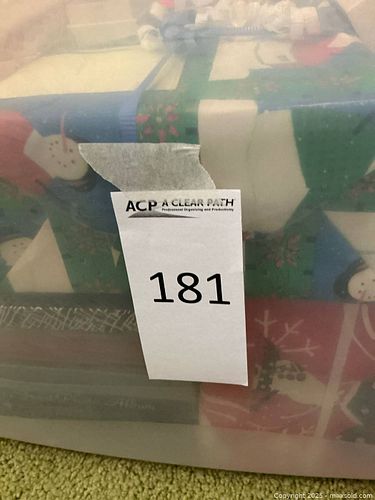 ACP A CLEAR PATH
Professional Organizing and Productivity
181
Copyright 2025 - maxsold.com